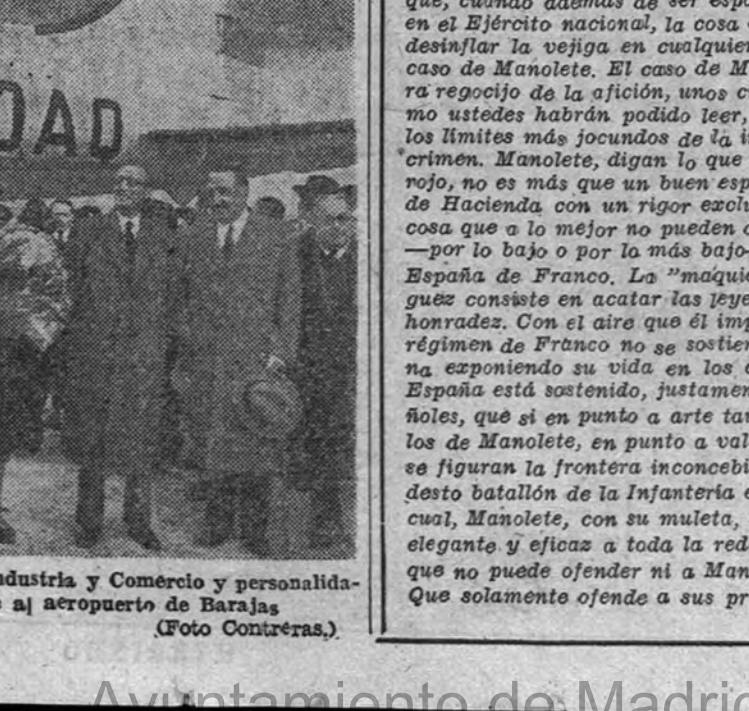 DAD
ndustria y Comercio y personalida-
al aeropuerto de Barajas
(Foto Contreras.)
que, cuando además de ser espa
en el Ejército nacional, la cosa
desinflar la vejiga en cualquier
caso de Manolete. El caso de M
ra regocijo de la afición, unos c
mo ustedes habrán podido leer,
los límites más jocundos de la i
crimen. Manolete, digan lo que
rojo, no es más que un buen esp
de Hacienda con un rigor exclu
cosa que a lo mejor no pueden
—por lo bajo o por lo más bajo—
España de Franco. La "maquia
guez consiste en acatar las leye
honradez. Con el aire que él imp
régimen de Franco no se sostien
na exponiendo su vida en los
España está sostenido, justamen
ñoles, que si en punto a arte tau
los de Manolete, en punto a val
se figuran la frontera inconcebi
desto batallón de la Infantería e
cual, Manolete, con su muleta,
elegante y eficaz a toda la red
que no puede ofender ni a Man
Que solamente ofende a sus pr
Ayuntamiento de Madrid